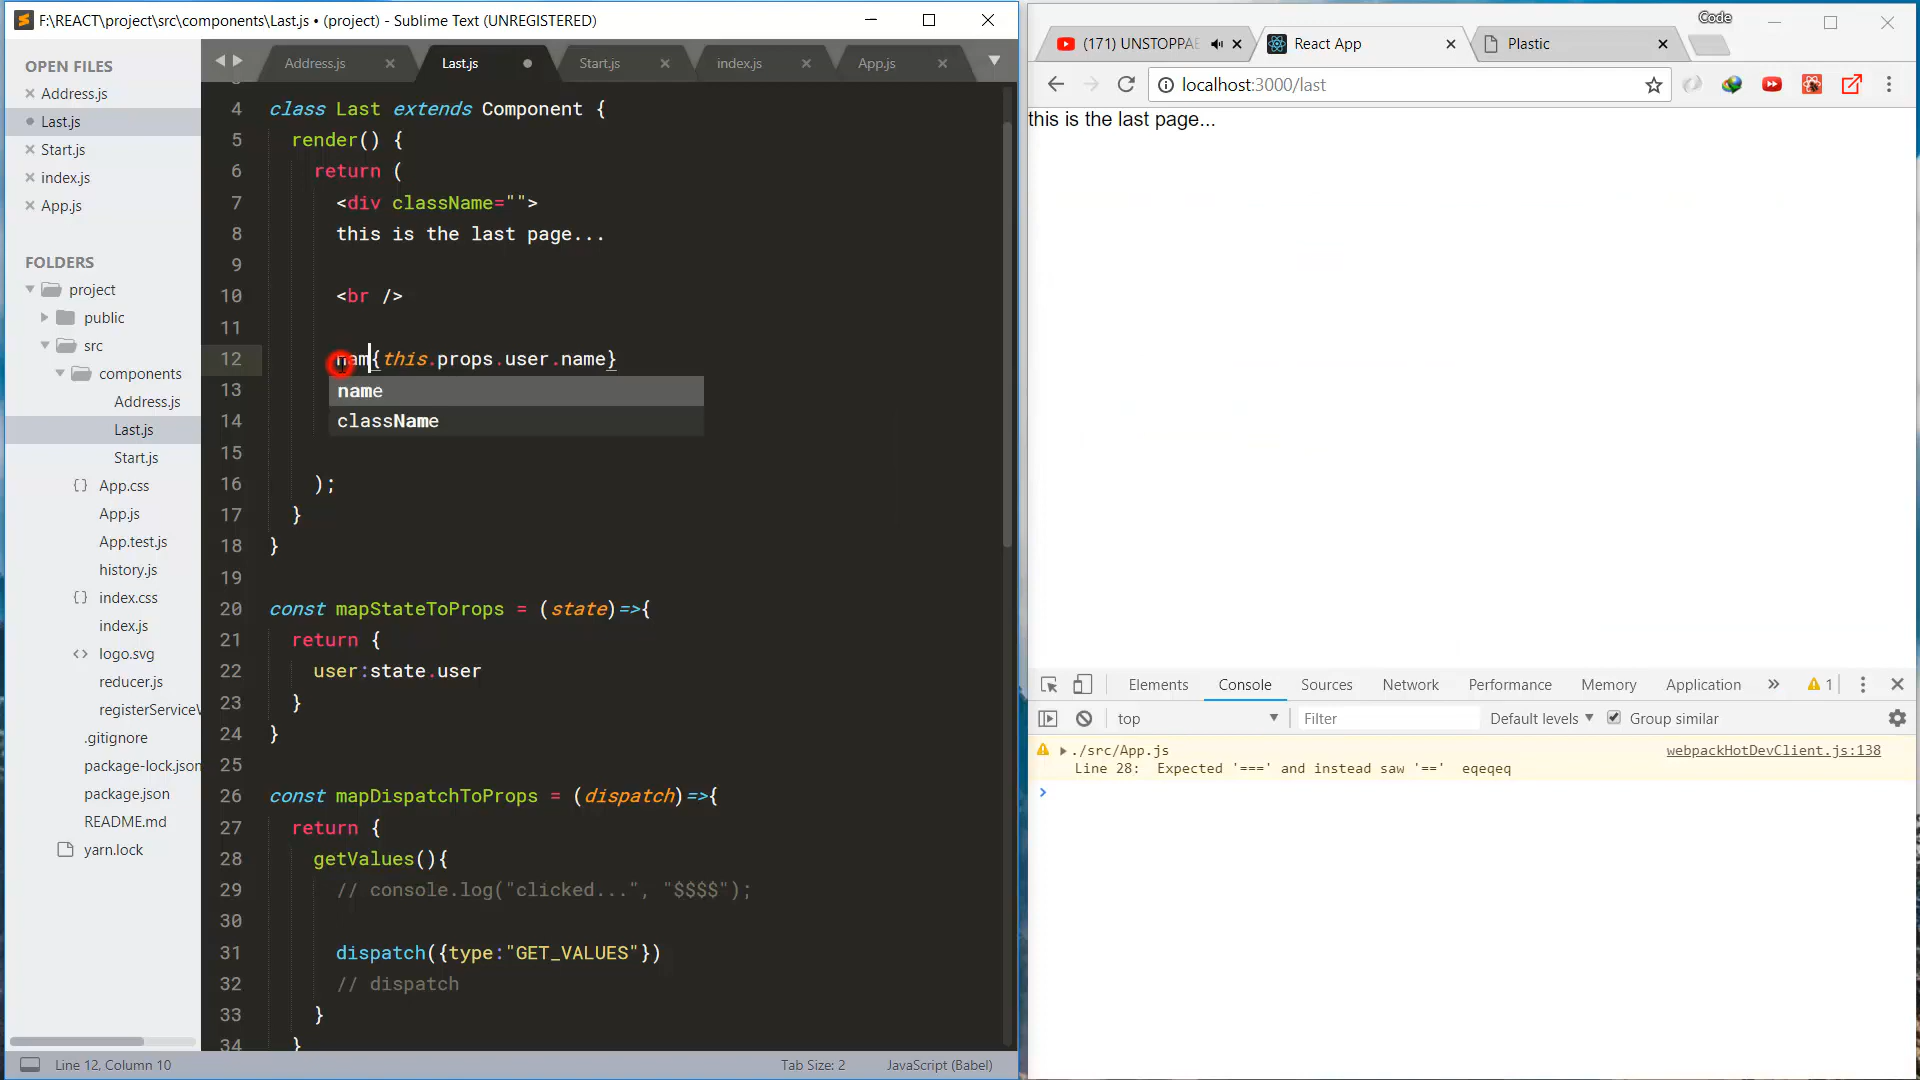 F:\REACT\project\src\components\Last.js • (project) - Sublime Text (UNREGISTERED)
OPEN FILES
Address.js
Last.js
Start.js
index.js
App.js
FOLDERS
project
public
src
components
Address.js
Last.js
Start.js
App.css
App.js
App.test.js
history.js
index.css
index.js
logo.svg
reducer.js
registerServiceW
.gitignore
package-lock.json
package.json
README.md
yarn.lock
Address.js
Last.js
Start.js
index.js
App.js
4 class Last extends Component {
5 render() {
6 return (
7 <div className="">
8 this is the last page...
9
10 <br />
11
12 nam{this.props.user.name}
name
className
13
14
15
16 );
17 }
18 }
19
20 const mapStateToProps = (state)=>{
21 return {
22 user:state.user
23 }
24 }
25
26 const mapDispatchToProps = (dispatch)=>{
27 return {
28 getValues(){
29 // console.log("clicked...", "$$$$");
30
31 dispatch({type:"GET_VALUES"})
32 // dispatch
33 }
34 }
Line 12, Column 10
Tab Size: 2
JavaScript (Babel)
Code
(171) UNSTOPPAB
React App
Plastic
localhost:3000/last
this is the last page...
Elements
Console
Sources
Network
Performance
Memory
Application
»
1
top
Filter
Default levels
Group similar
./src/App.js
webpackHotDevClient.js:138
Line 28: Expected '===' and instead saw '==' eqeqeq